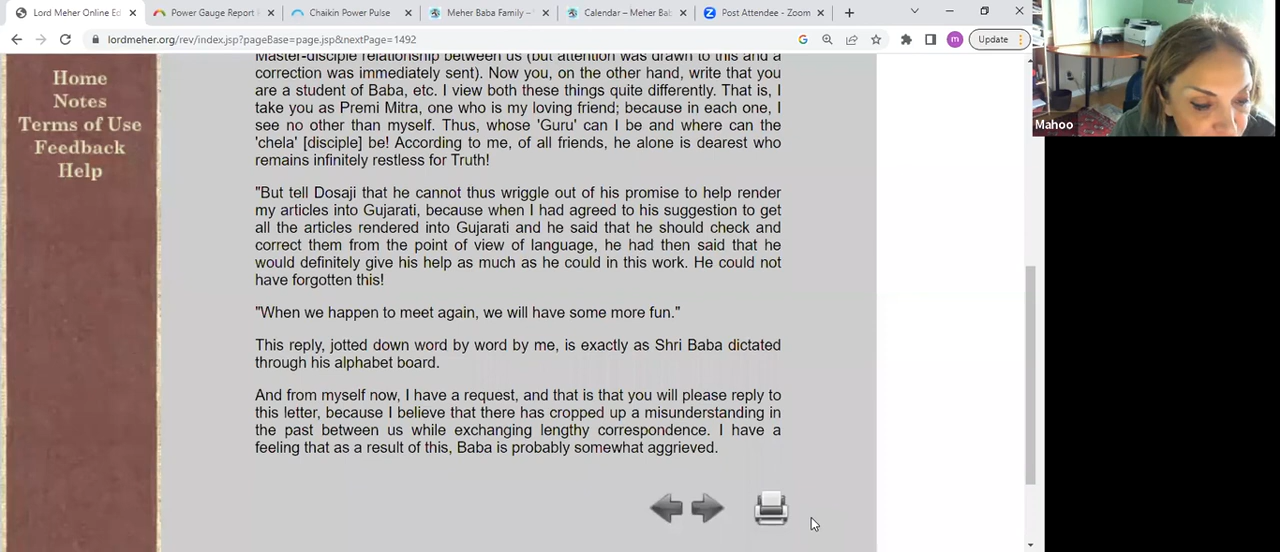 Lord Meher Online Ed
Power Gauge Report
Chaikin Power Pulse
Meher Baba Family –
Calendar – Meher Bab
Post Attendee - Zoom
lordmeher.org/rev/index.jsp?pageBase=page.jsp&nextPage=1492
m
Update
Home
Notes
Terms of Use
Feedback
Help
Master-disciple relationship between us (but attention was drawn to this and a
correction was immediately sent). Now you, on the other hand, write that you
are a student of Baba, etc. I view both these things quite differently. That is, I
take you as Premi Mitra, one who is my loving friend; because in each one, I
see no other than myself. Thus, whose 'Guru' can I be and where can the
'chela' [disciple] be! According to me, of all friends, he alone is dearest who
remains infinitely restless for Truth!
"But tell Dosaji that he cannot thus wriggle out of his promise to help render
my articles into Gujarati, because when I had agreed to his suggestion to get
all the articles rendered into Gujarati and he said that he should check and
correct them from the point of view of language, he had then said that he
would definitely give his help as much as he could in this work. He could not
have forgotten this!
"When we happen to meet again, we will have some more fun."
This reply, jotted down word by word by me, is exactly as Shri Baba dictated
through his alphabet board.
And from myself now, I have a request, and that is that you will please reply to
this letter, because I believe that there has cropped up a misunderstanding in
the past between us while exchanging lengthy correspondence. I have a
feeling that as a result of this, Baba is probably somewhat aggrieved.
Mahoo